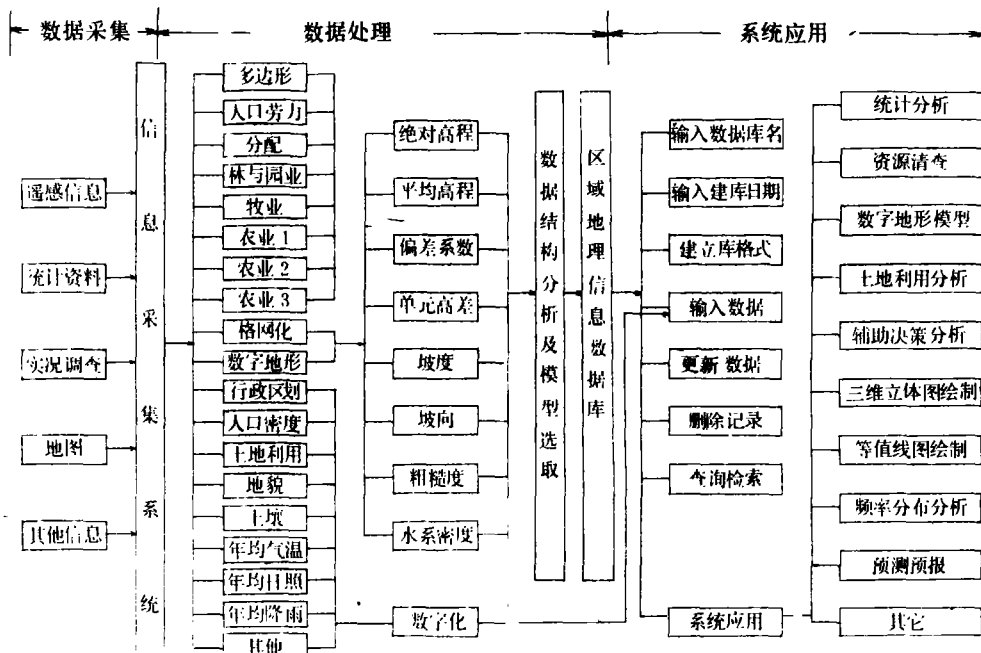 数据采集
数据处理
系统应用
遥感信息
统计资料
实况调查
地图
其他信息
信息采集系统
多边形
人口劳力
分配
林与园业
牧业
农业1
农业2
农业3
格网化
数字地形
行政区划
人口密度
土地利用
地貌
土壤
年均气温
年均日照
年均降雨
其他
绝对高程
平均高程
偏差系数
单元高差
坡度
坡向
粗糙度
水系密度
数字化
数据结构分析及模型选取
区域地理信息数据库
输入数据库名
输入建库日期
建立库格式
输入数据
更新数据
删除记录
查询检索
系统应用
统计分析
资源清查
数字地形模型
土地利用分析
辅助决策分析
三维立体图绘制
等值线图绘制
频率分布分析
预测预报
其它